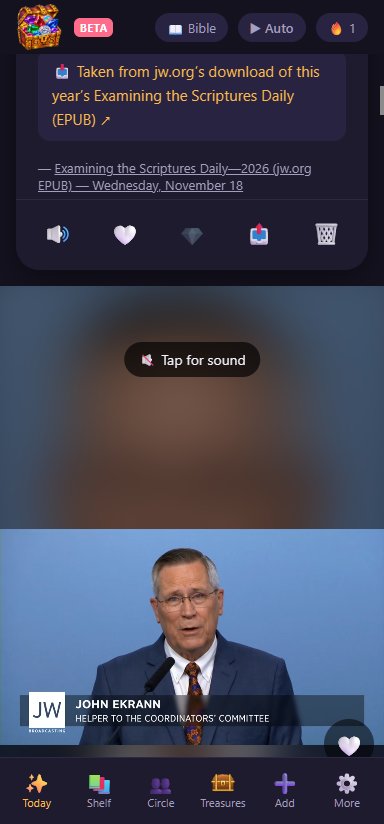 BETA
Bible
Auto
1
Taken from jw.org’s download of this
year’s Examining the Scriptures Daily
(EPUB) ↗
— Examining the Scriptures Daily—2026 (jw.org
EPUB) — Wednesday, November 18
Tap for sound
JW
BROADCASTING
JOHN EKRANN
HELPER TO THE COORDINATORS’ COMMITTEE
Today
Shelf
Circle
Treasures
Add
More